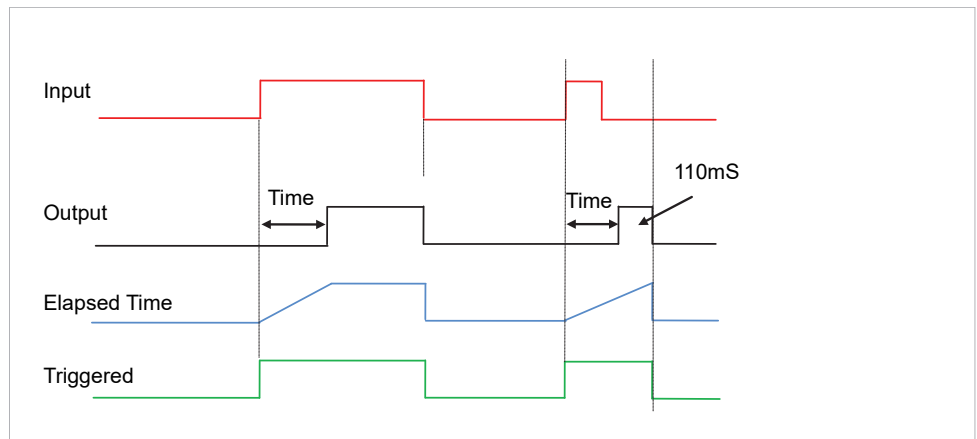 Input
110mS
Time
Time
Output
Elapsed Time
Triggered